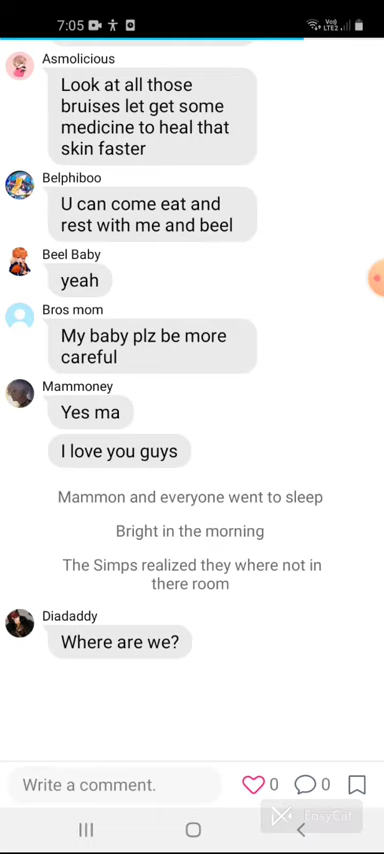 7:05
Vo))
LTE2
Asmolicious
Look at all those
bruises let get some
medicine to heal that
skin faster
Belphiboo
U can come eat and
rest with me and beel
Beel Baby
yeah
Bros mom
My baby plz be more
careful
Mammoney
Yes ma
I love you guys
Mammon and everyone went to sleep
Bright in the morning
The Simps realized they where not in
there room
Diadaddy
Where are we?
Write a comment.
0
0
EasyCut